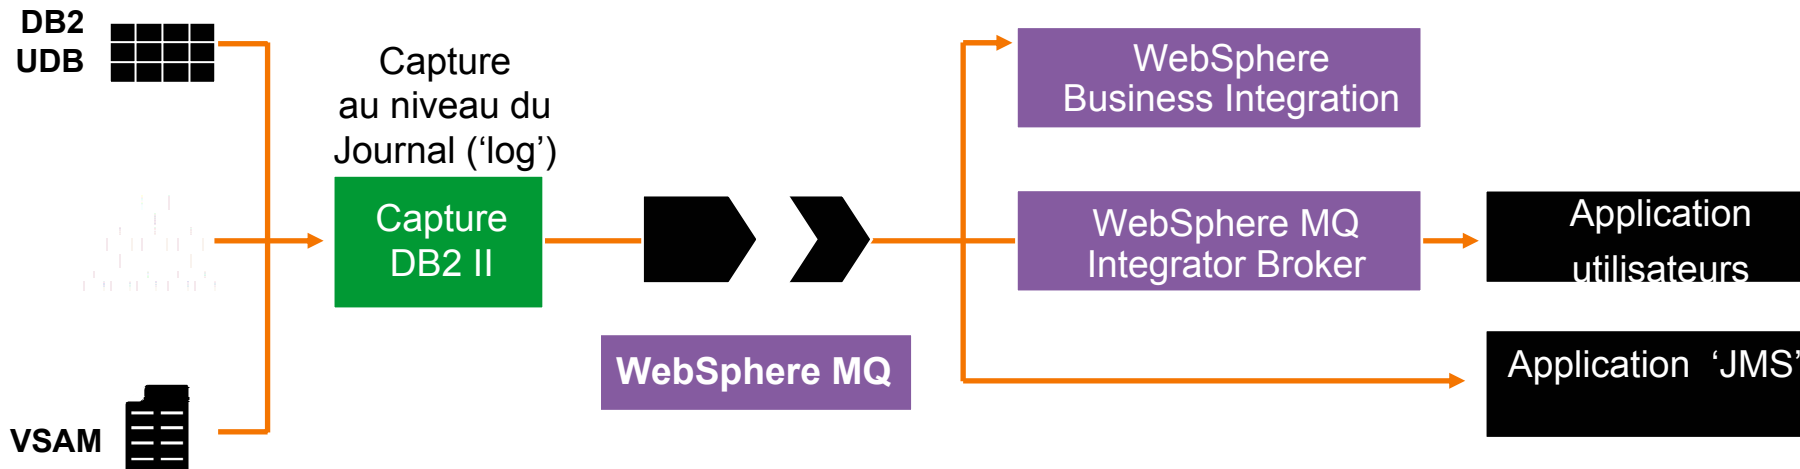 DB2
UDB
Capture
au niveau du
Journal (‘log’)
Capture
DB2 II
WebSphere MQ
VSAM
WebSphere
Business Integration
WebSphere MQ
Integrator Broker
Application
utilisateurs
Application ‘JMS’